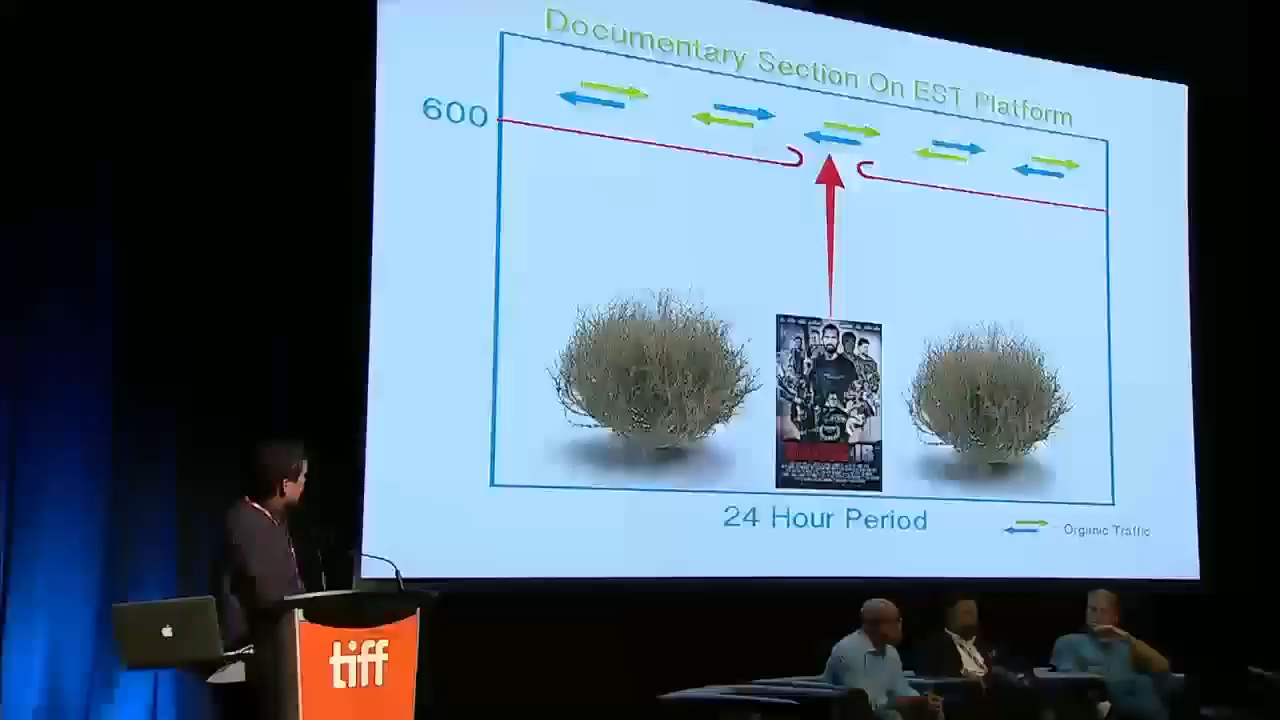 Documentary Section On EST Platform
600
24 Hour Period
Organic Traffic
tiff